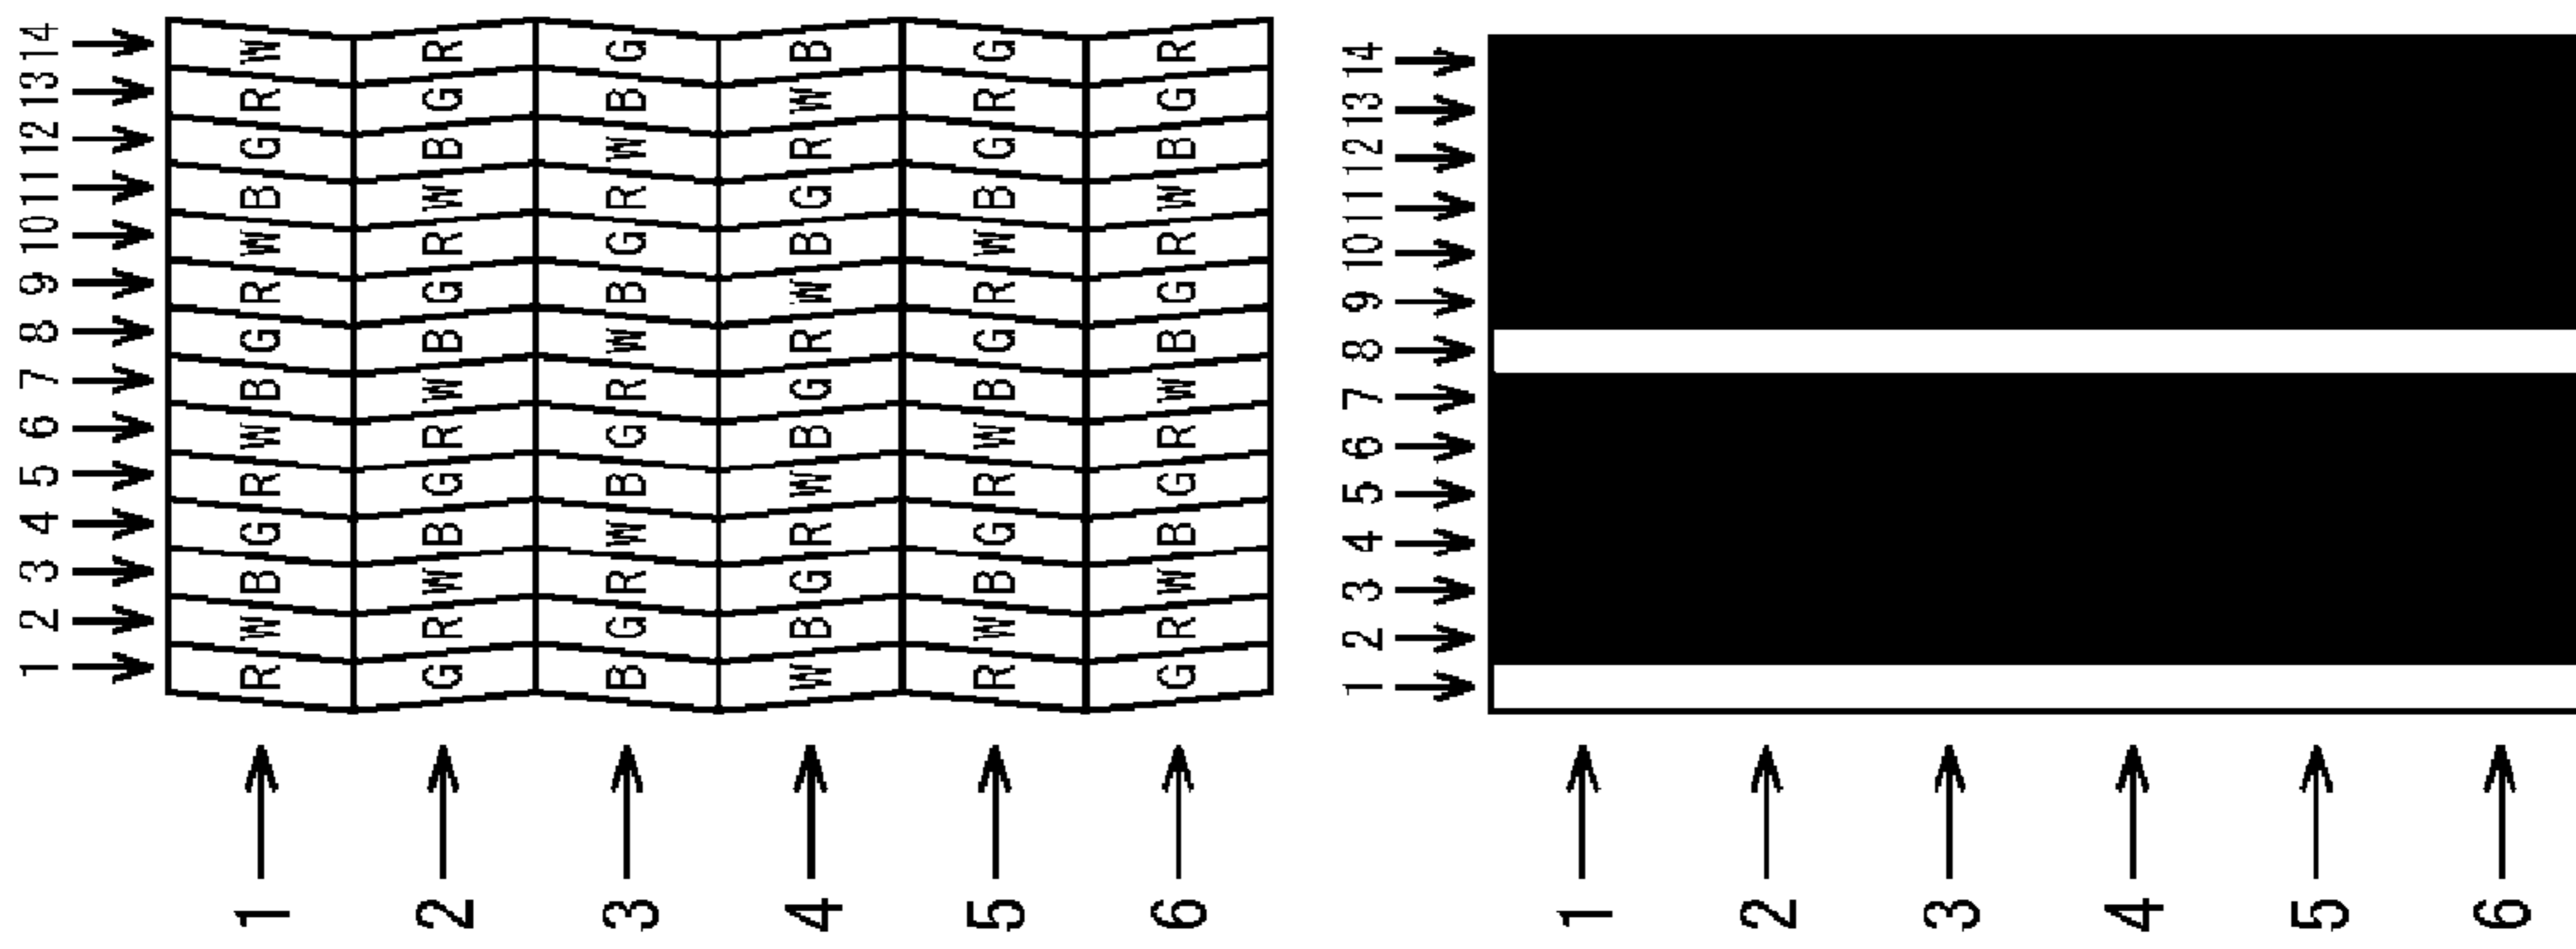 1 2 3 4 5 6 7 8 9 10 11 12 13 14
1 R W B G R W B G R W B G R W
2 G R W B G R W B G R W B G R
3 B G R W B G R W B G R W B G
4 W B G R W B G R W B G R W B
5 R W B G R W B G R W B G R G
6 G R W B G R W B G R W B G R
1 2 3 4 5 6 7 8 9 10 11 12 13 14
1
2
3
4
5
6